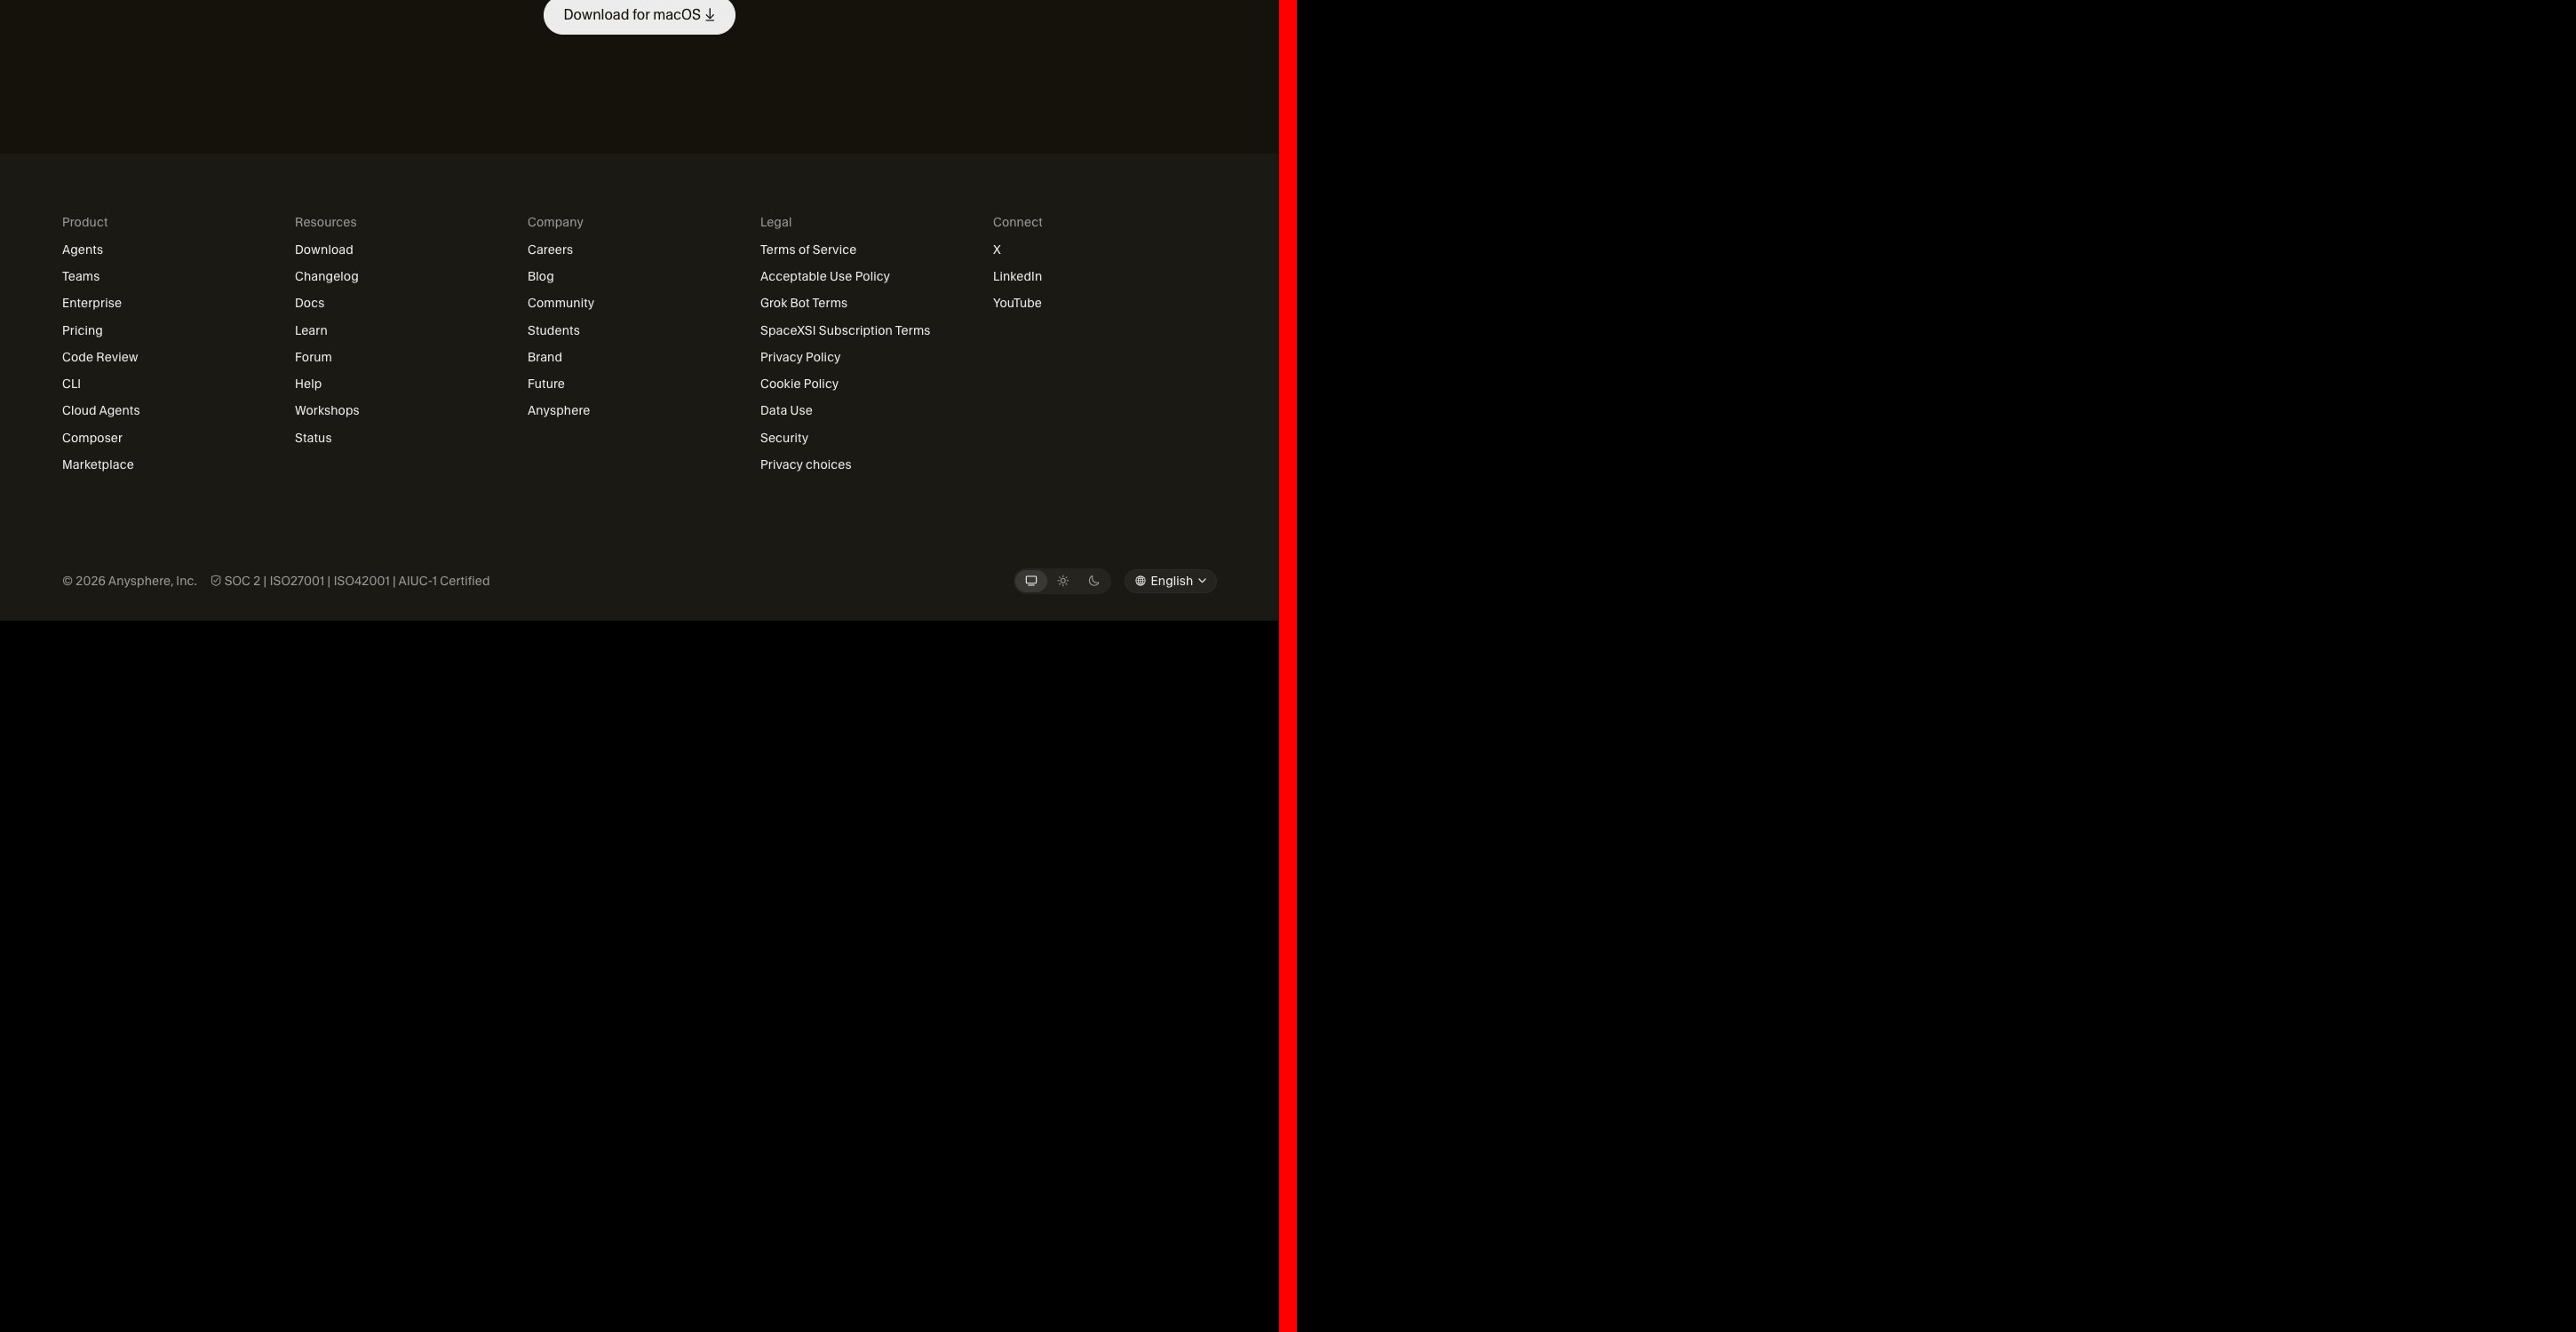 Download for macOS
Product
Agents
Teams
Enterprise
Pricing
Code Review
CLI
Cloud Agents
Composer
Marketplace
Resources
Download
Changelog
Docs
Learn
Forum
Help
Workshops
Status
Company
Careers
Blog
Community
Students
Brand
Future
Anysphere
Legal
Terms of Service
Acceptable Use Policy
Grok Bot Terms
SpaceXSI Subscription Terms
Privacy Policy
Cookie Policy
Data Use
Security
Privacy choices
Connect
X
LinkedIn
YouTube
© 2026 Anysphere, Inc. SOC 2 | ISO27001 | ISO42001 | AIUC-1 Certified
English